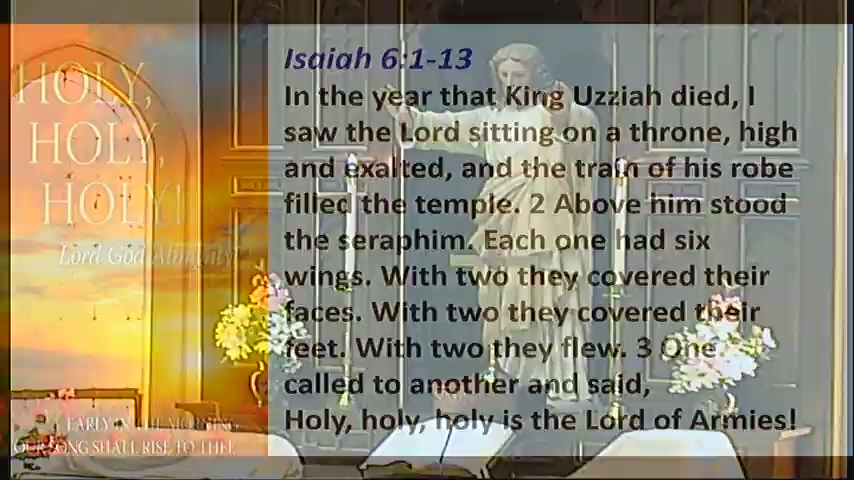 HOLY,
HOLY,
HOLY!
Lord God Almighty
EARLY IN THE MORNING
OUR SONG SHALL RISE TO THEE
Isaiah 6:1-13
In the year that King Uzziah died, I
saw the Lord sitting on a throne, high
and exalted, and the train of his robe
filled the temple. 2 Above him stood
the seraphim. Each one had six
wings. With two they covered their
faces. With two they covered their
feet. With two they flew. 3 One
called to another and said,
Holy, holy, holy is the Lord of Armies!